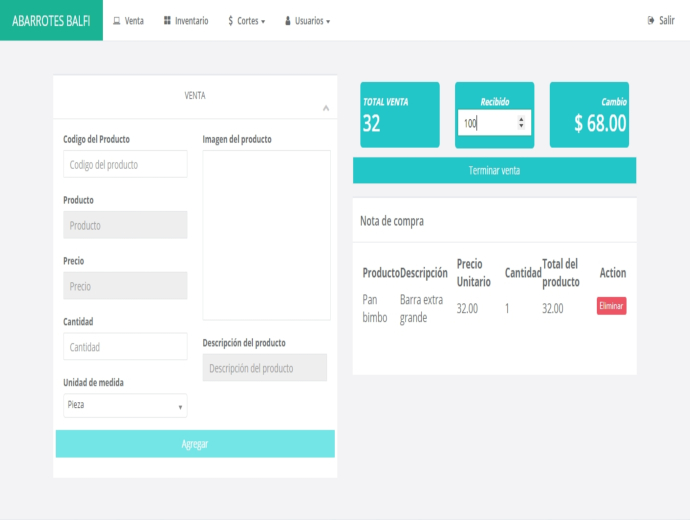 ABARROTES BALFI
Venta
Inventario
$ Cortes
Usuarios
Salir
VENTA
Codigo del Producto
Codigo del producto
Producto
Producto
Precio
Precio
Cantidad
Cantidad
Unidad de medida
Pieza
Imagen del producto
Descripción del producto
Descripción del producto
Agregar
TOTAL VENTA
32
Recibido
100
Cambio
$ 68.00
Terminar venta
Nota de compra
Producto Descripción Precio Unitario Cantidad Total del producto Action
Pan bimbo Barra extra grande 32.00 1 32.00 Eliminar